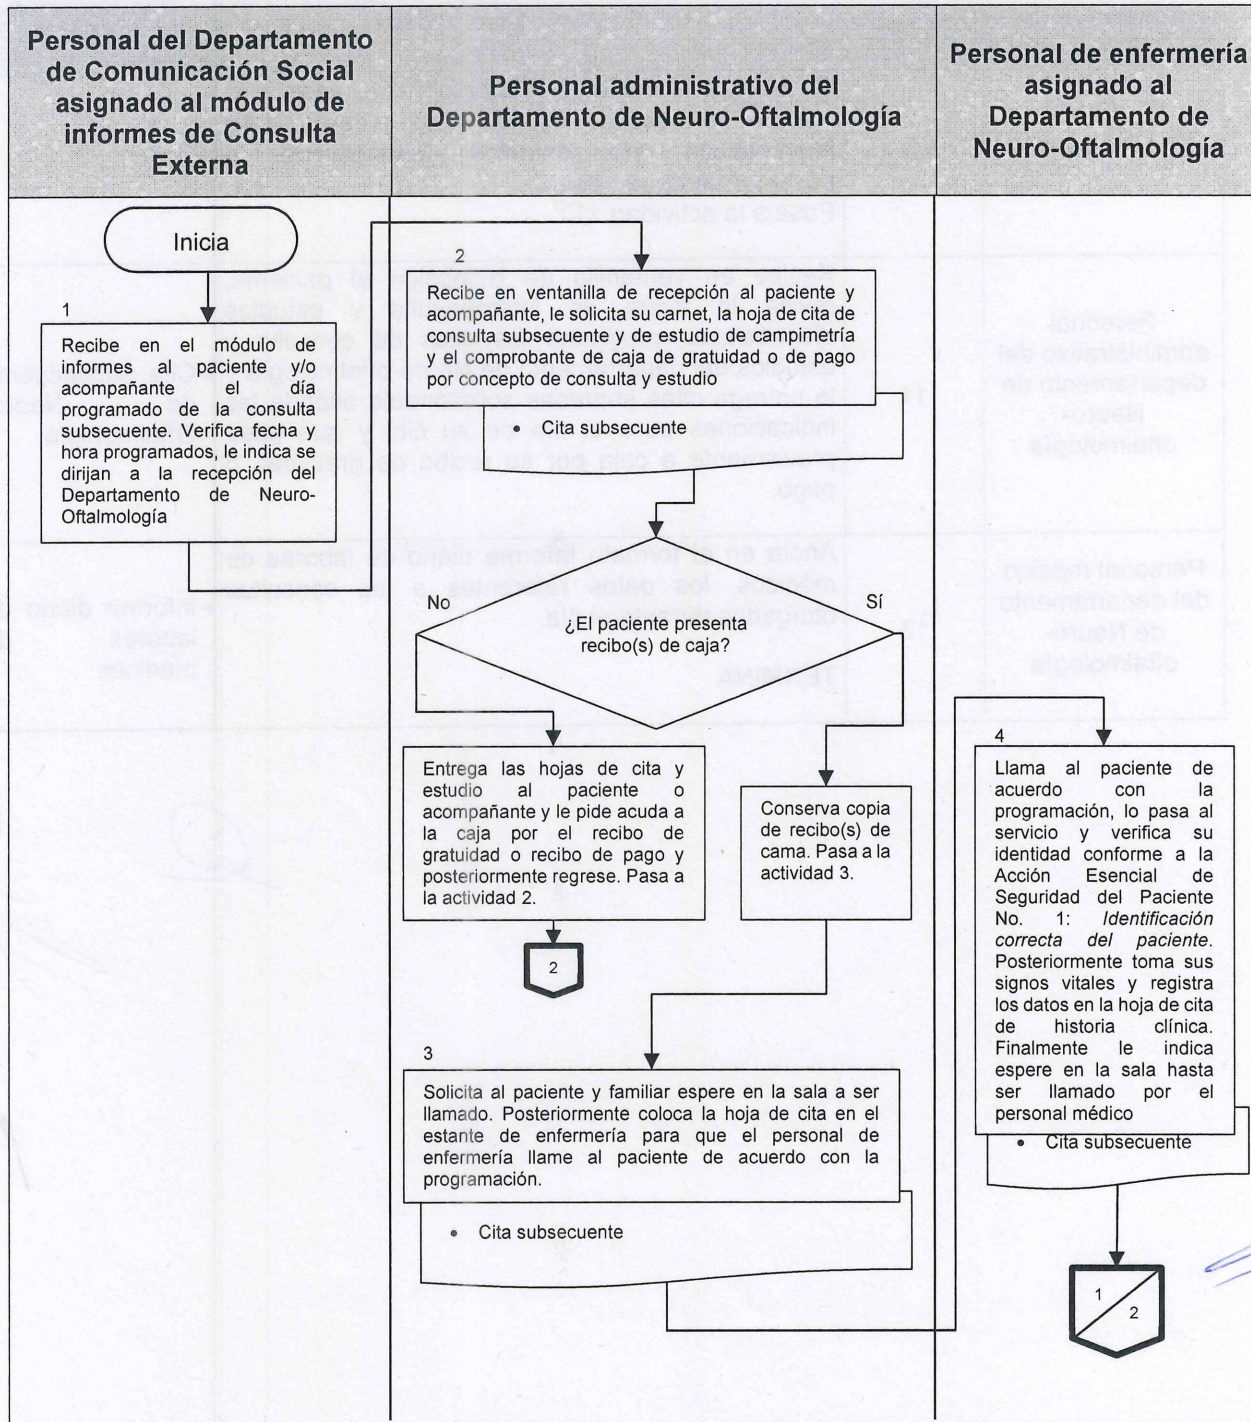 Personal del Departamento
de Comunicación Social
asignado al módulo de
informes de Consulta
Externa
Personal administrativo del
Departamento de Neuro-Oftalmología
Personal de enfermería
asignado al
Departamento de
Neuro-Oftalmología
Inicia
1
Recibe en el módulo de
informes al paciente y/o
acompañante el día
programado de la consulta
subsecuente. Verifica fecha y
hora programados, le indica se
dirijan a la recepción del
Departamento de Neuro-
Oftalmología
2
Recibe en ventanilla de recepción al paciente y
acompañante, le solicita su carnet, la hoja de cita de
consulta subsecuente y de estudio de campimetría
y el comprobante de caja de gratuidad o de pago
por concepto de consulta y estudio
• Cita subsecuente
¿El paciente presenta
recibo(s) de caja?
No
Sí
Entrega las hojas de cita y
estudio al paciente o
acompañante y le pide acuda a
la caja por el recibo de
gratuidad o recibo de pago y
posteriormente regrese. Pasa a
la actividad 2.
2
Conserva copia
de recibo(s) de
cama. Pasa a la
actividad 3.
3
Solicita al paciente y familiar espere en la sala a ser
llamado. Posteriormente coloca la hoja de cita en el
estante de enfermería para que el personal de
enfermería llame al paciente de acuerdo con la
programación.
• Cita subsecuente
4
Llama al paciente de
acuerdo con la
programación, lo pasa al
servicio y verifica su
identidad conforme a la
Acción Esencial de
Seguridad del Paciente
No. 1: Identificación
correcta del paciente.
Posteriormente toma sus
signos vitales y registra
los datos en la hoja de cita
de historia clínica.
Finalmente le indica
espere en la sala hasta
ser llamado por el
personal médico
• Cita subsecuente
1
2